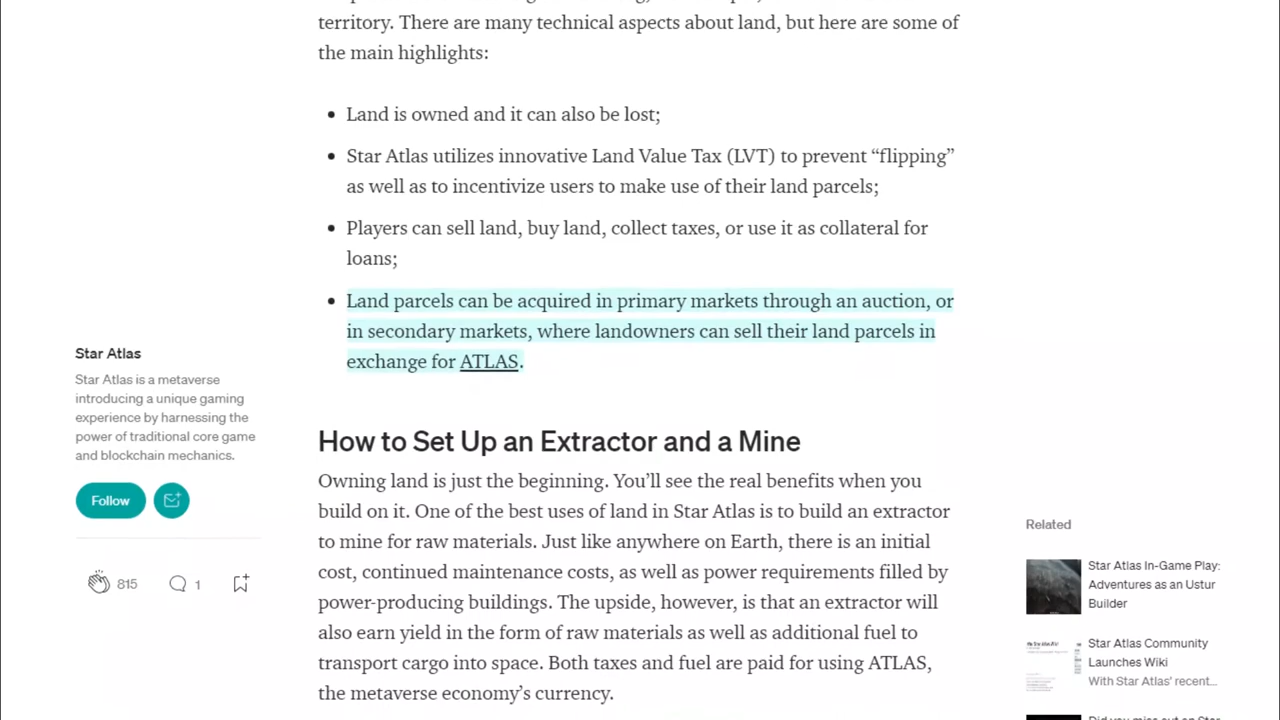 territory. There are many technical aspects about land, but here are some of
the main highlights:
• Land is owned and it can also be lost;
• Star Atlas utilizes innovative Land Value Tax (LVT) to prevent “flipping”
as well as to incentivize users to make use of their land parcels;
• Players can sell land, buy land, collect taxes, or use it as collateral for
loans;
• Land parcels can be acquired in primary markets through an auction, or
in secondary markets, where landowners can sell their land parcels in
exchange for ATLAS.
Star Atlas
Star Atlas is a metaverse
introducing a unique gaming
experience by harnessing the
power of traditional core game
and blockchain mechanics.
Follow
815
1
How to Set Up an Extractor and a Mine
Owning land is just the beginning. You’ll see the real benefits when you
build on it. One of the best uses of land in Star Atlas is to build an extractor
to mine for raw materials. Just like anywhere on Earth, there is an initial
cost, continued maintenance costs, as well as power requirements filled by
power-producing buildings. The upside, however, is that an extractor will
also earn yield in the form of raw materials as well as additional fuel to
transport cargo into space. Both taxes and fuel are paid for using ATLAS,
the metaverse economy’s currency.
Related
Star Atlas In-Game Play:
Adventures as an Ustur
Builder
Star Atlas Community
Launches Wiki
With Star Atlas’ recent...
Did you miss out on Star